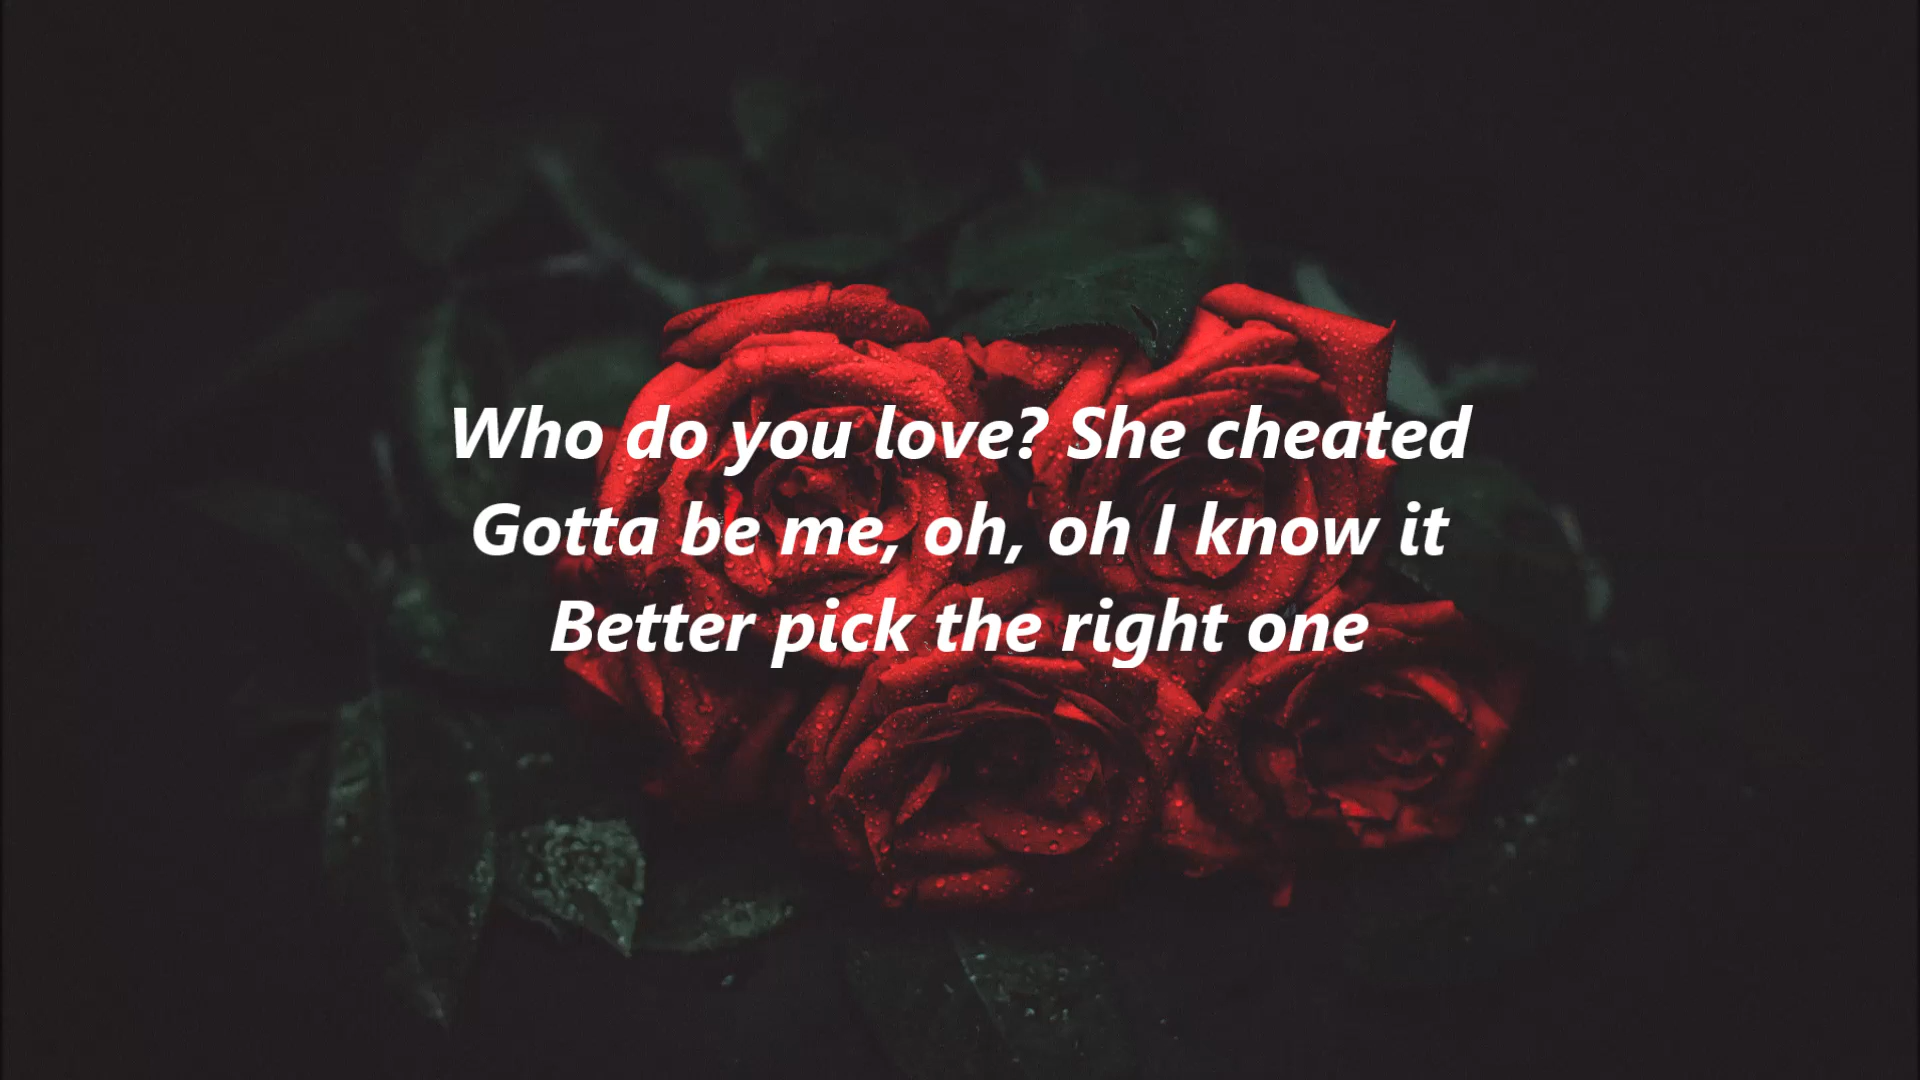 Who do you love? She cheated
Gotta be me, oh, oh I know it
Better pick the right one